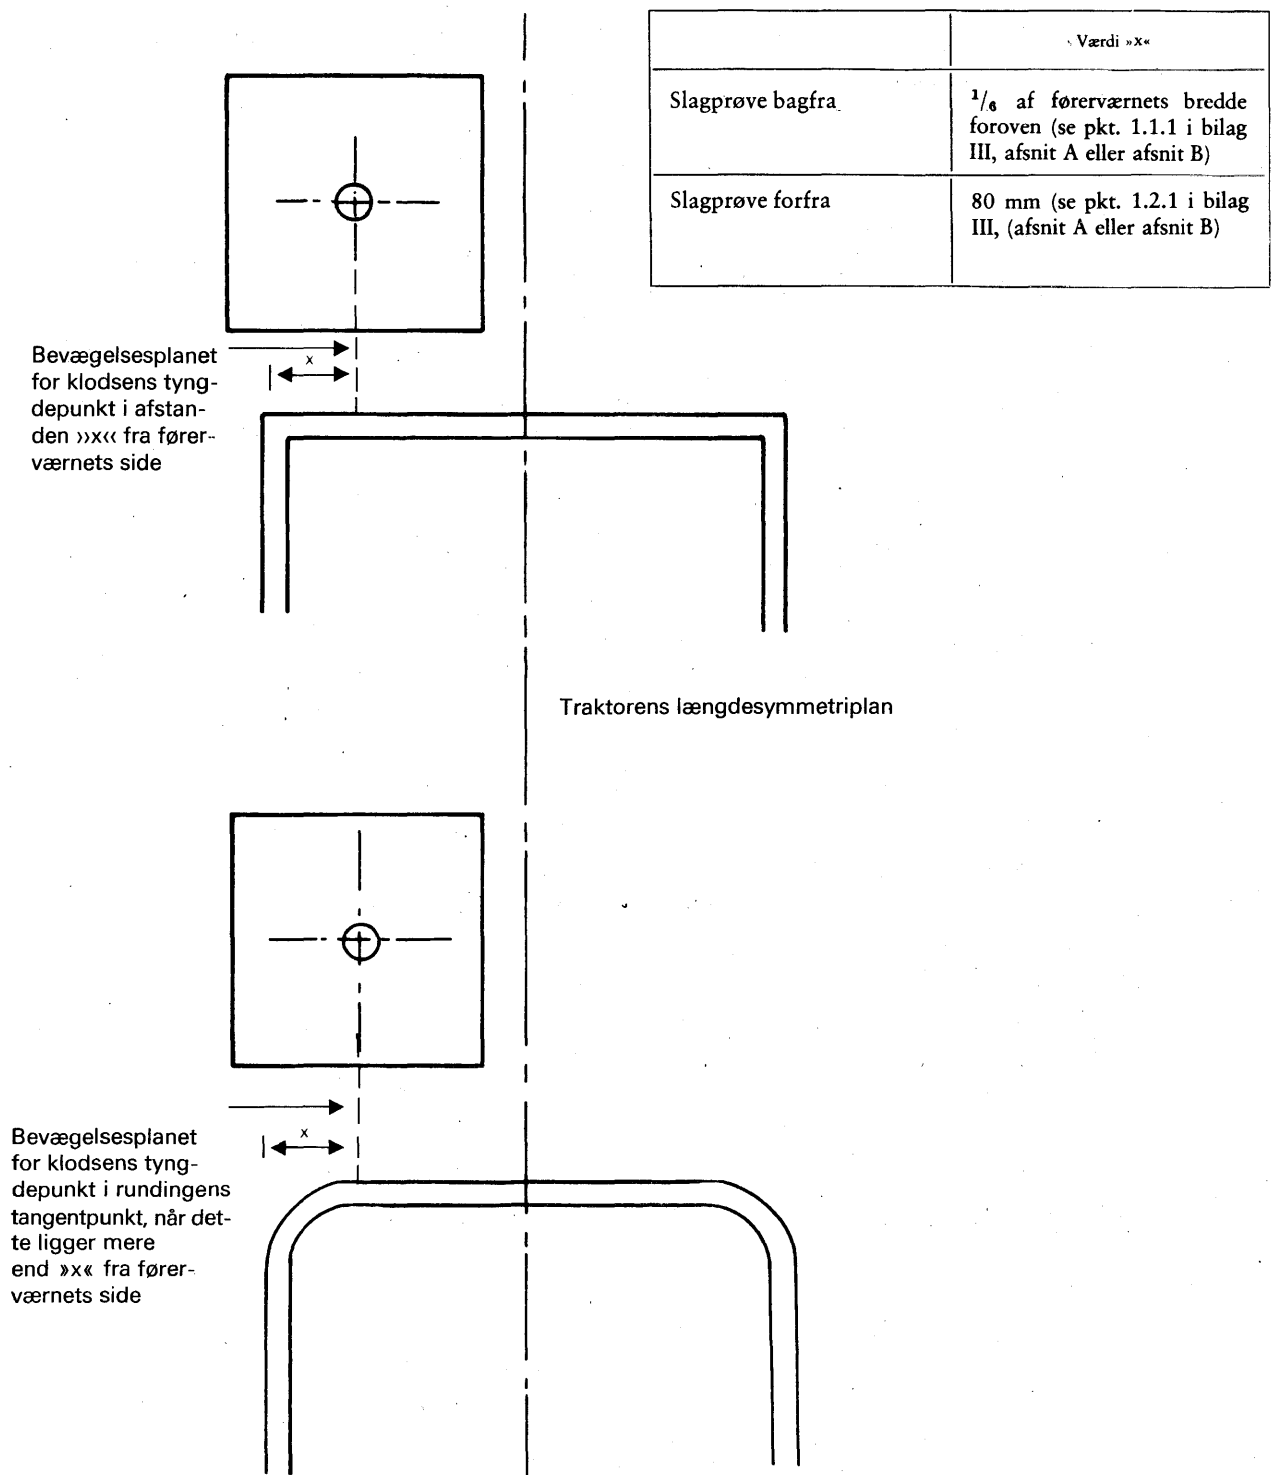 Værdi »x«
Slagprøve bagfra
1/6 af førerværnets bredde
foroven (se pkt. 1.1.1 i bilag
III, afsnit A eller afsnit B)
Slagprøve forfra
80 mm (se pkt. 1.2.1 i bilag
III, (afsnit A eller afsnit B)
Bevægelsesplanet
for klodsens tyng-
depunkt i afstan-
den »x« fra fører-
værnets side
x
Traktorens længdesymmetriplan
Bevægelsesplanet
for klodsens tyng-
depunkt i rundingens
tangentpunkt, når det-
te ligger mere
end »x« fra fører-
værnets side
x